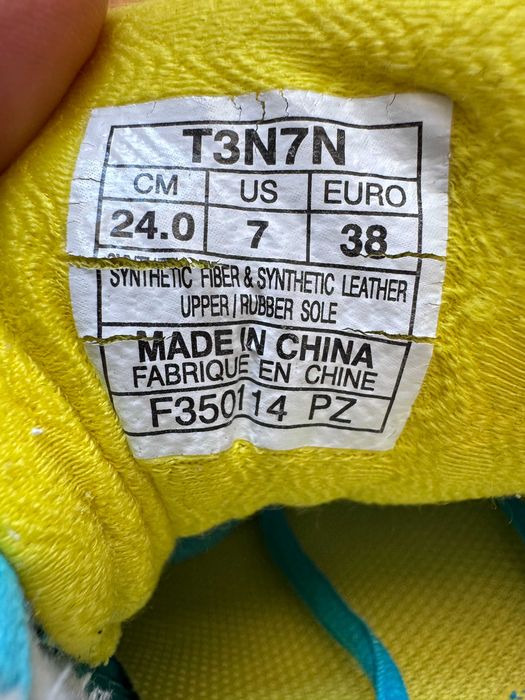 T3N7N
CM US EURO
24.0 7 38
SYNTHETIC FIBER & SYNTHETIC LEATHER
UPPER / RUBBER SOLE
MADE IN CHINA
FABRIQUE EN CHINE
F350114 PZ